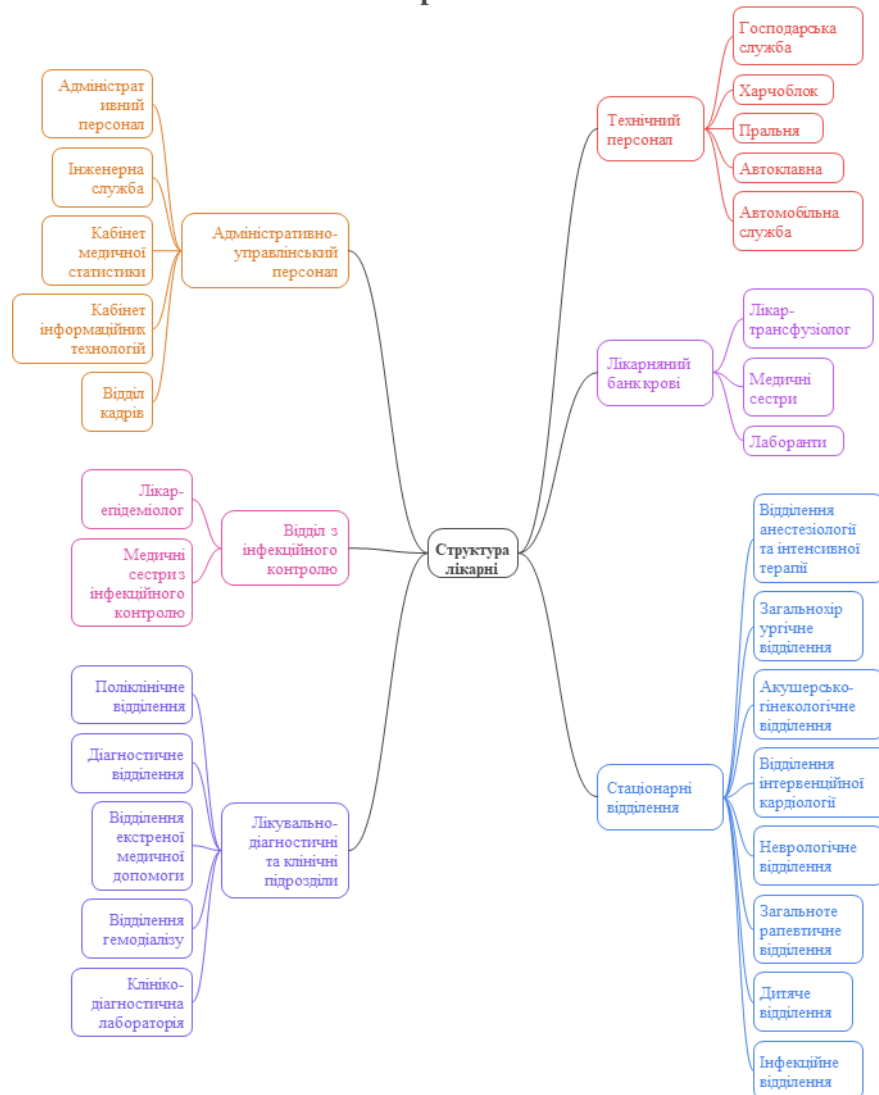 Адміністрат
ивний
персонал
Інженерна
служба
Кабінет
медичної
статистики
Кабінет
інформаційних
технологій
Відділ
кадрів
Адміністративно-
управлінський
персонал
Лікар-
епідеміолог
Медичні
сестри з
інфекційного
контролю
Відділ з
інфекційного
контролю
Поліклінічне
відділення
Діагностичне
відділення
Відділення
екстреної
медичної
допомоги
Відділення
гемодіалізу
Клініко-
діагностична
лабораторія
Лікувально-
діагностичні
та клінічні
підрозділи
Структура
лікарні
Технічний
персонал
Господарська
служба
Харчоблок
Пральня
Автоклавна
Автомобільна
служба
Лікарняний
банк крові
Лікар-
трансфузіолог
Медичні
сестри
Лаборанти
Стаціонарні
відділення
Відділення
анестезіології
та інтенсивної
терапії
Загальнохір
ургічне
відділення
Акушерсько-
гінекологічне
відділення
Відділення
інтервенційної
кардіології
Неврологічне
відділення
Загальноте
рапевтичне
відділення
Дитяче
відділення
Інфекційне
відділення